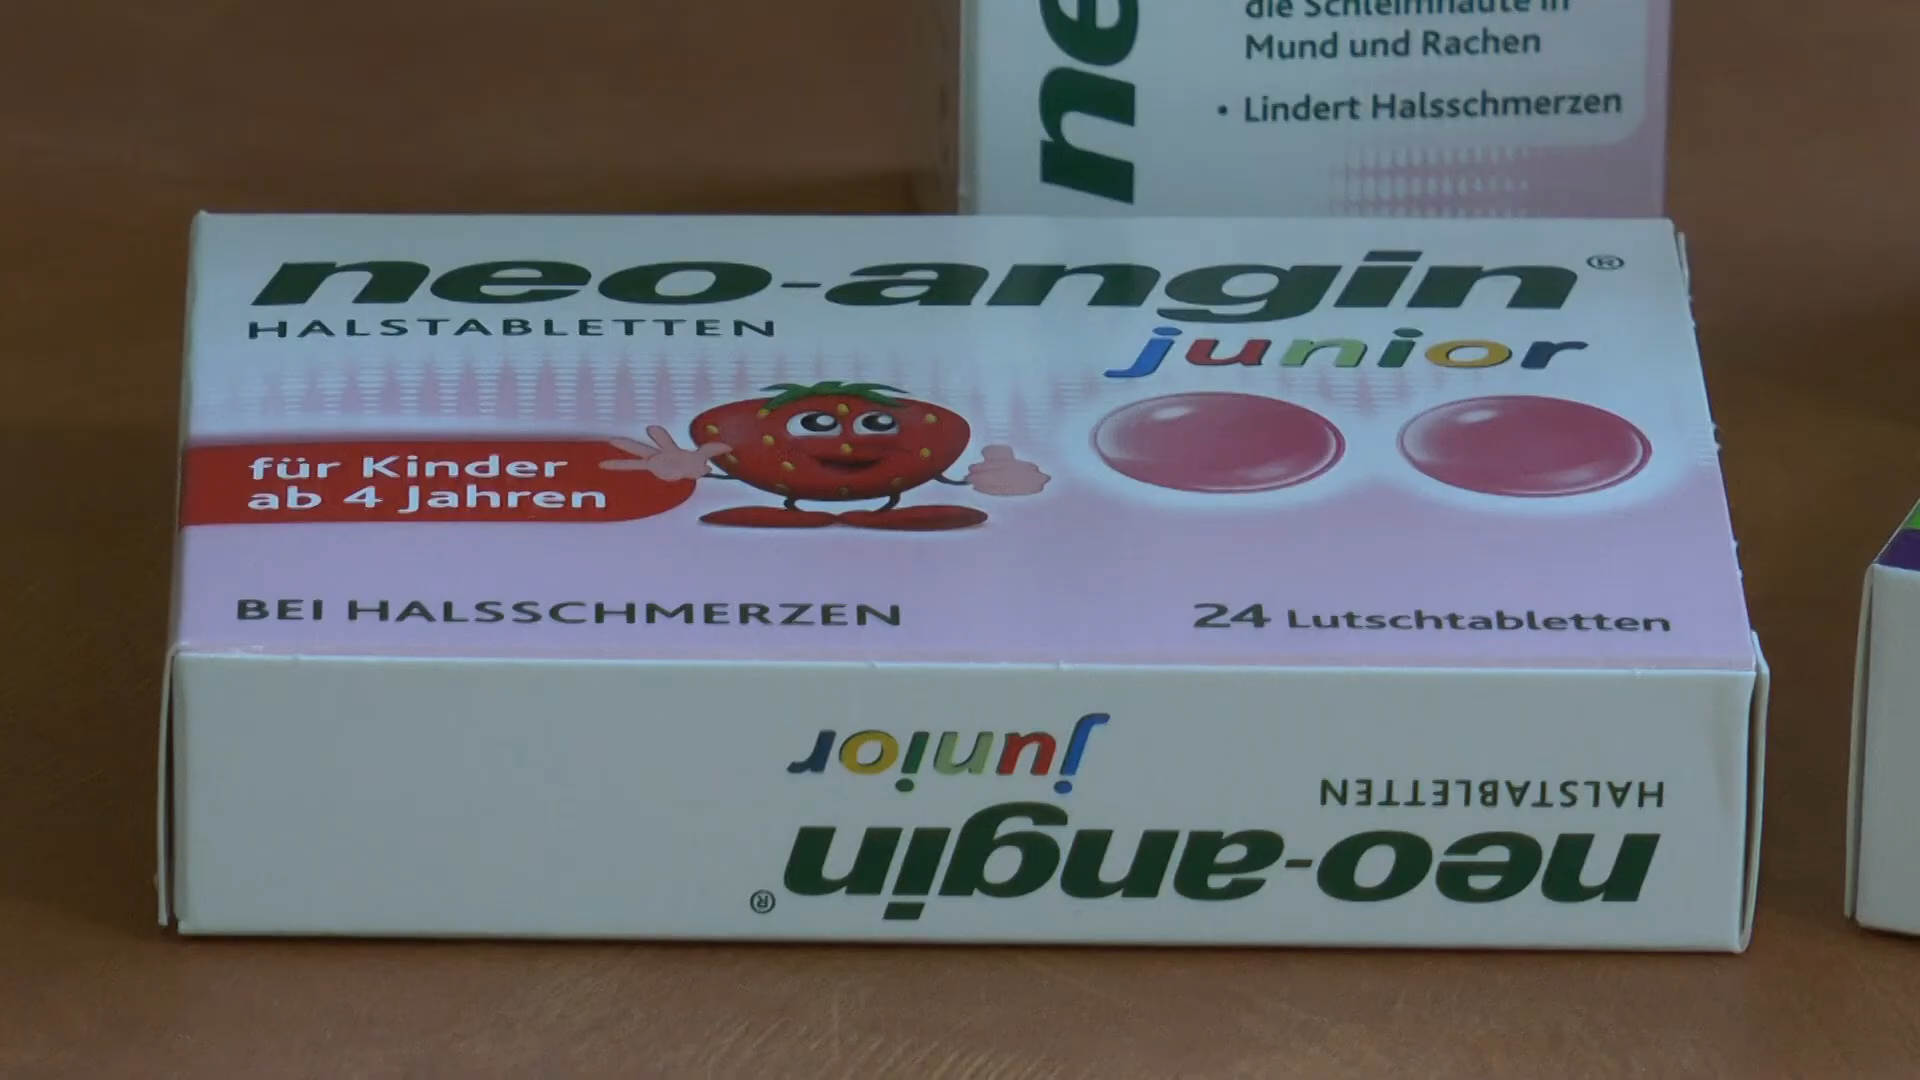 die Schleimhäute in
Mund und Rachen
• Lindert Halsschmerzen
ne
neo-angin®
HALSTABLETTEN
junior
für Kinder
ab 4 Jahren
BEI HALSSCHMERZEN
24 Lutschtabletten
neo-angin®
HALSTABLETTEN
junior